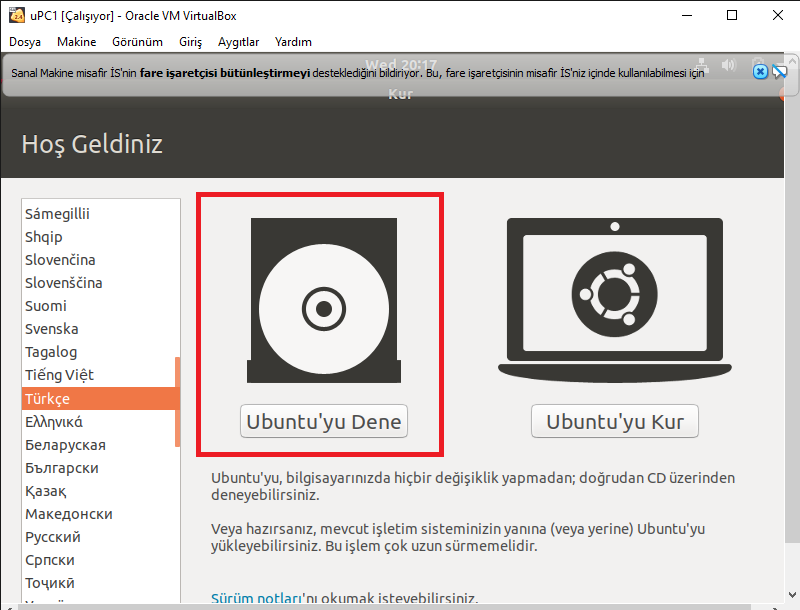 uPC1 [Çalışıyor] - Oracle VM VirtualBox
Dosya Makine Görünüm Giriş Aygıtlar Yardım
Wed 20:17
Sanal Makine misafir İS'nin fare işaretçisi bütünleştirmeyi desteklediğini bildiriyor. Bu, fare işaretçisinin misafir İS'niz içinde kullanılabilmesi için
Kur
Hoş Geldiniz
Sámegillii
Shqip
Slovenčina
Slovenščina
Suomi
Svenska
Tagalog
Tiếng Việt
Türkçe
Ελληνικά
Беларуская
Български
Қазақ
Македонски
Русский
Српски
Тоҷикӣ
Ubuntu'yu Dene
Ubuntu'yu Kur
Ubuntu'yu, bilgisayarınızda hiçbir değişiklik yapmadan; doğrudan CD üzerinden
deneyebilirsiniz.
Veya hazırsanız, mevcut işletim sisteminizin yanına (veya yerine) Ubuntu'yu
yükleyebilirsiniz. Bu işlem çok uzun sürmemelidir.
Sürüm notları'nı okumak isteyebilirsiniz.